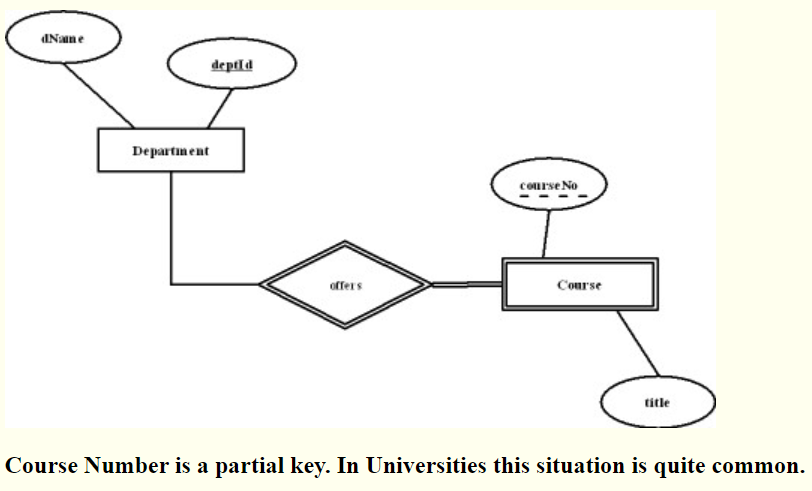 dName
deptId
Department
courseNo
offers
Course
title
Course Number is a partial key. In Universities this situation is quite common.